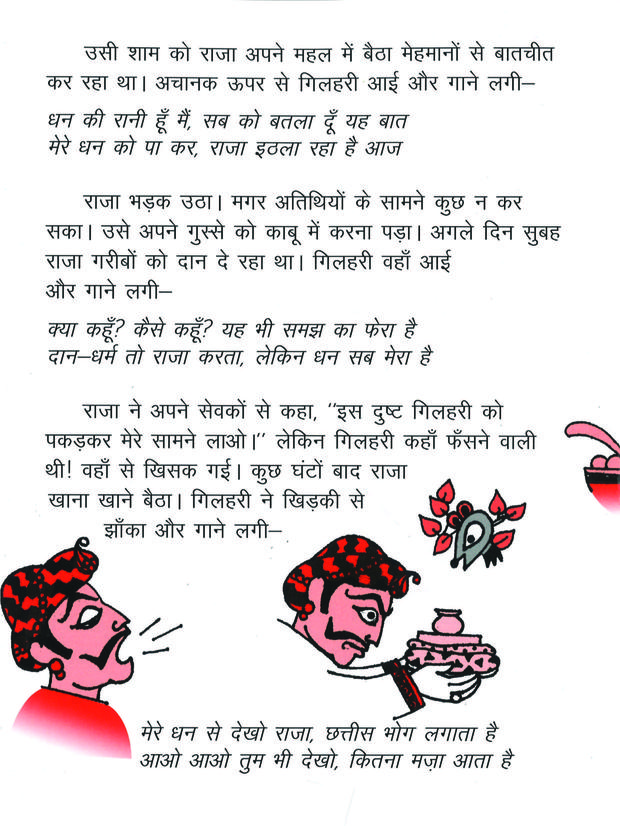 उसी शाम को राजा अपने महल में बैठा मेहमानों से बातचीत
कर रहा था। अचानक ऊपर से गिलहरी आई और गाने लगी–
धन की रानी हूँ मैं, सब को बतला दूँ यह बात
मेरे धन को पा कर, राजा इठला रहा है आज
राजा भड़क उठा। मगर अतिथियों के सामने कुछ न कर
सका। उसे अपने गुस्से को काबू में करना पड़ा। अगले दिन सुबह
राजा गरीबों को दान दे रहा था। गिलहरी वहाँ आई
और गाने लगी–
क्या कहूँ? कैसे कहूँ? यह भी समझ का फेरा है
दान–धर्म तो राजा करता, लेकिन धन सब मेरा है
राजा ने अपने सेवकों से कहा, "इस दुष्ट गिलहरी को
पकड़कर मेरे सामने लाओ।" लेकिन गिलहरी कहाँ फँसने वाली
थी! वहाँ से खिसक गई। कुछ घंटों बाद राजा
खाना खाने बैठा। गिलहरी ने खिड़की से
झाँका और गाने लगी–
मेरे धन से देखो राजा, छत्तीस भोग लगाता है
आओ आओ तुम भी देखो, कितना मज़ा आता है